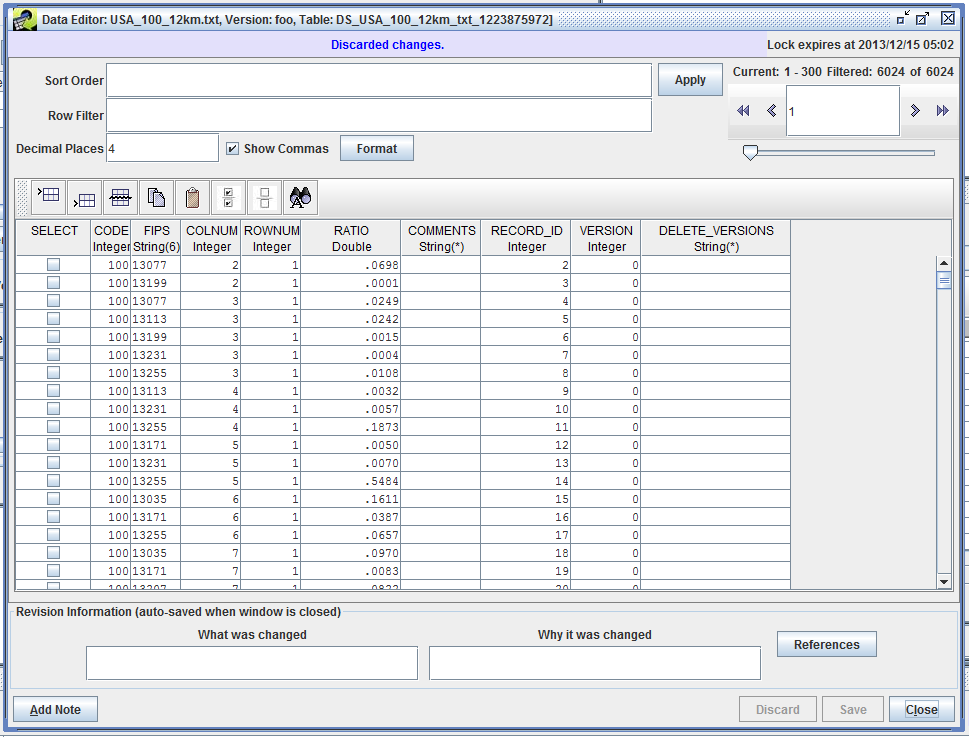 Data Editor: USA_100_12km.txt, Version: foo, Table: DS_USA_100_12km_txt_1223875972]
Discarded changes. Lock expires at 2013/12/15 05:02
Sort Order Apply Current: 1 - 300 Filtered: 6024 of 6024
Row Filter 1
Decimal Places 4 Show Commas Format
SELECT CODE FIPS COLNUM ROWNUM RATIO COMMENTS RECORD_ID VERSION DELETE_VERSIONS
Integer String(6) Integer Integer Double String(*) Integer Integer String(*)
100 13077 2 1 .0698 2 0
100 13199 2 1 .0001 3 0
100 13077 3 1 .0249 4 0
100 13113 3 1 .0242 5 0
100 13199 3 1 .0015 6 0
100 13231 3 1 .0004 7 0
100 13255 3 1 .0108 8 0
100 13113 4 1 .0032 9 0
100 13231 4 1 .0057 10 0
100 13255 4 1 .1873 11 0
100 13171 5 1 .0050 12 0
100 13231 5 1 .0070 13 0
100 13255 5 1 .5484 14 0
100 13035 6 1 .1611 15 0
100 13171 6 1 .0387 16 0
100 13255 6 1 .0657 17 0
100 13035 7 1 .0970 18 0
100 13171 7 1 .0083 19 0
Revision Information (auto-saved when window is closed)
What was changed Why it was changed
References
Add Note Discard Save Close